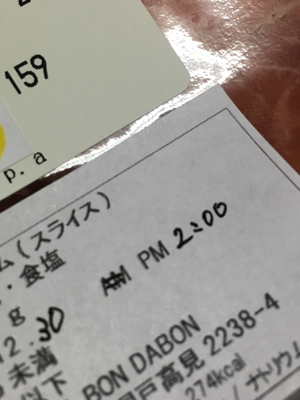 159
p.a
ム(スライス)
・食塩
g
2.30 AM PM 2:00
未満
以下
BON DABON
戸高見 2238-4
274kcal
/ ナトリウム